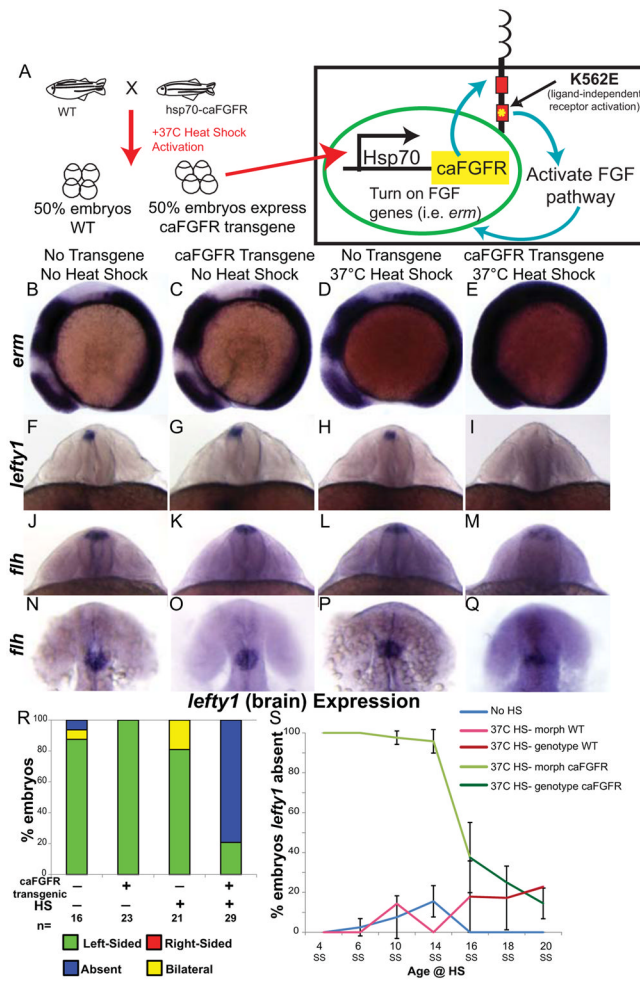 A
WT
X
hsp70-caFGFR
+37C Heat Shock
Activation
50% embryos
WT
50% embryos express
caFGFR transgene
K562E
(ligand-independent
receptor activation)
Hsp70
caFGFR
Turn on FGF
genes (i.e. erm)
Activate FGF
pathway
No Transgene
No Heat Shock
caFGFR Transgene
No Heat Shock
No Transgene
37°C Heat Shock
caFGFR Transgene
37°C Heat Shock
erm
B
C
D
E
lefty1
F
G
H
I
flh
J
K
L
M
flh
N
O
P
Q
lefty1 (brain) Expression
R
% embryos
100
80
60
40
20
0
caFGFR
transgenic
– + – +
HS
– – + +
n= 16 23 21 29
Left-Sided
Right-Sided
Absent
Bilateral
S
% embryos lefty1 absent
100
80
60
40
20
0
No HS
37C HS- morph WT
37C HS- genotype WT
37C HS- morph caFGFR
37C HS- genotype caFGFR
4 6 10 14 16 18 20
SS SS SS SS SS SS SS
Age @ HS